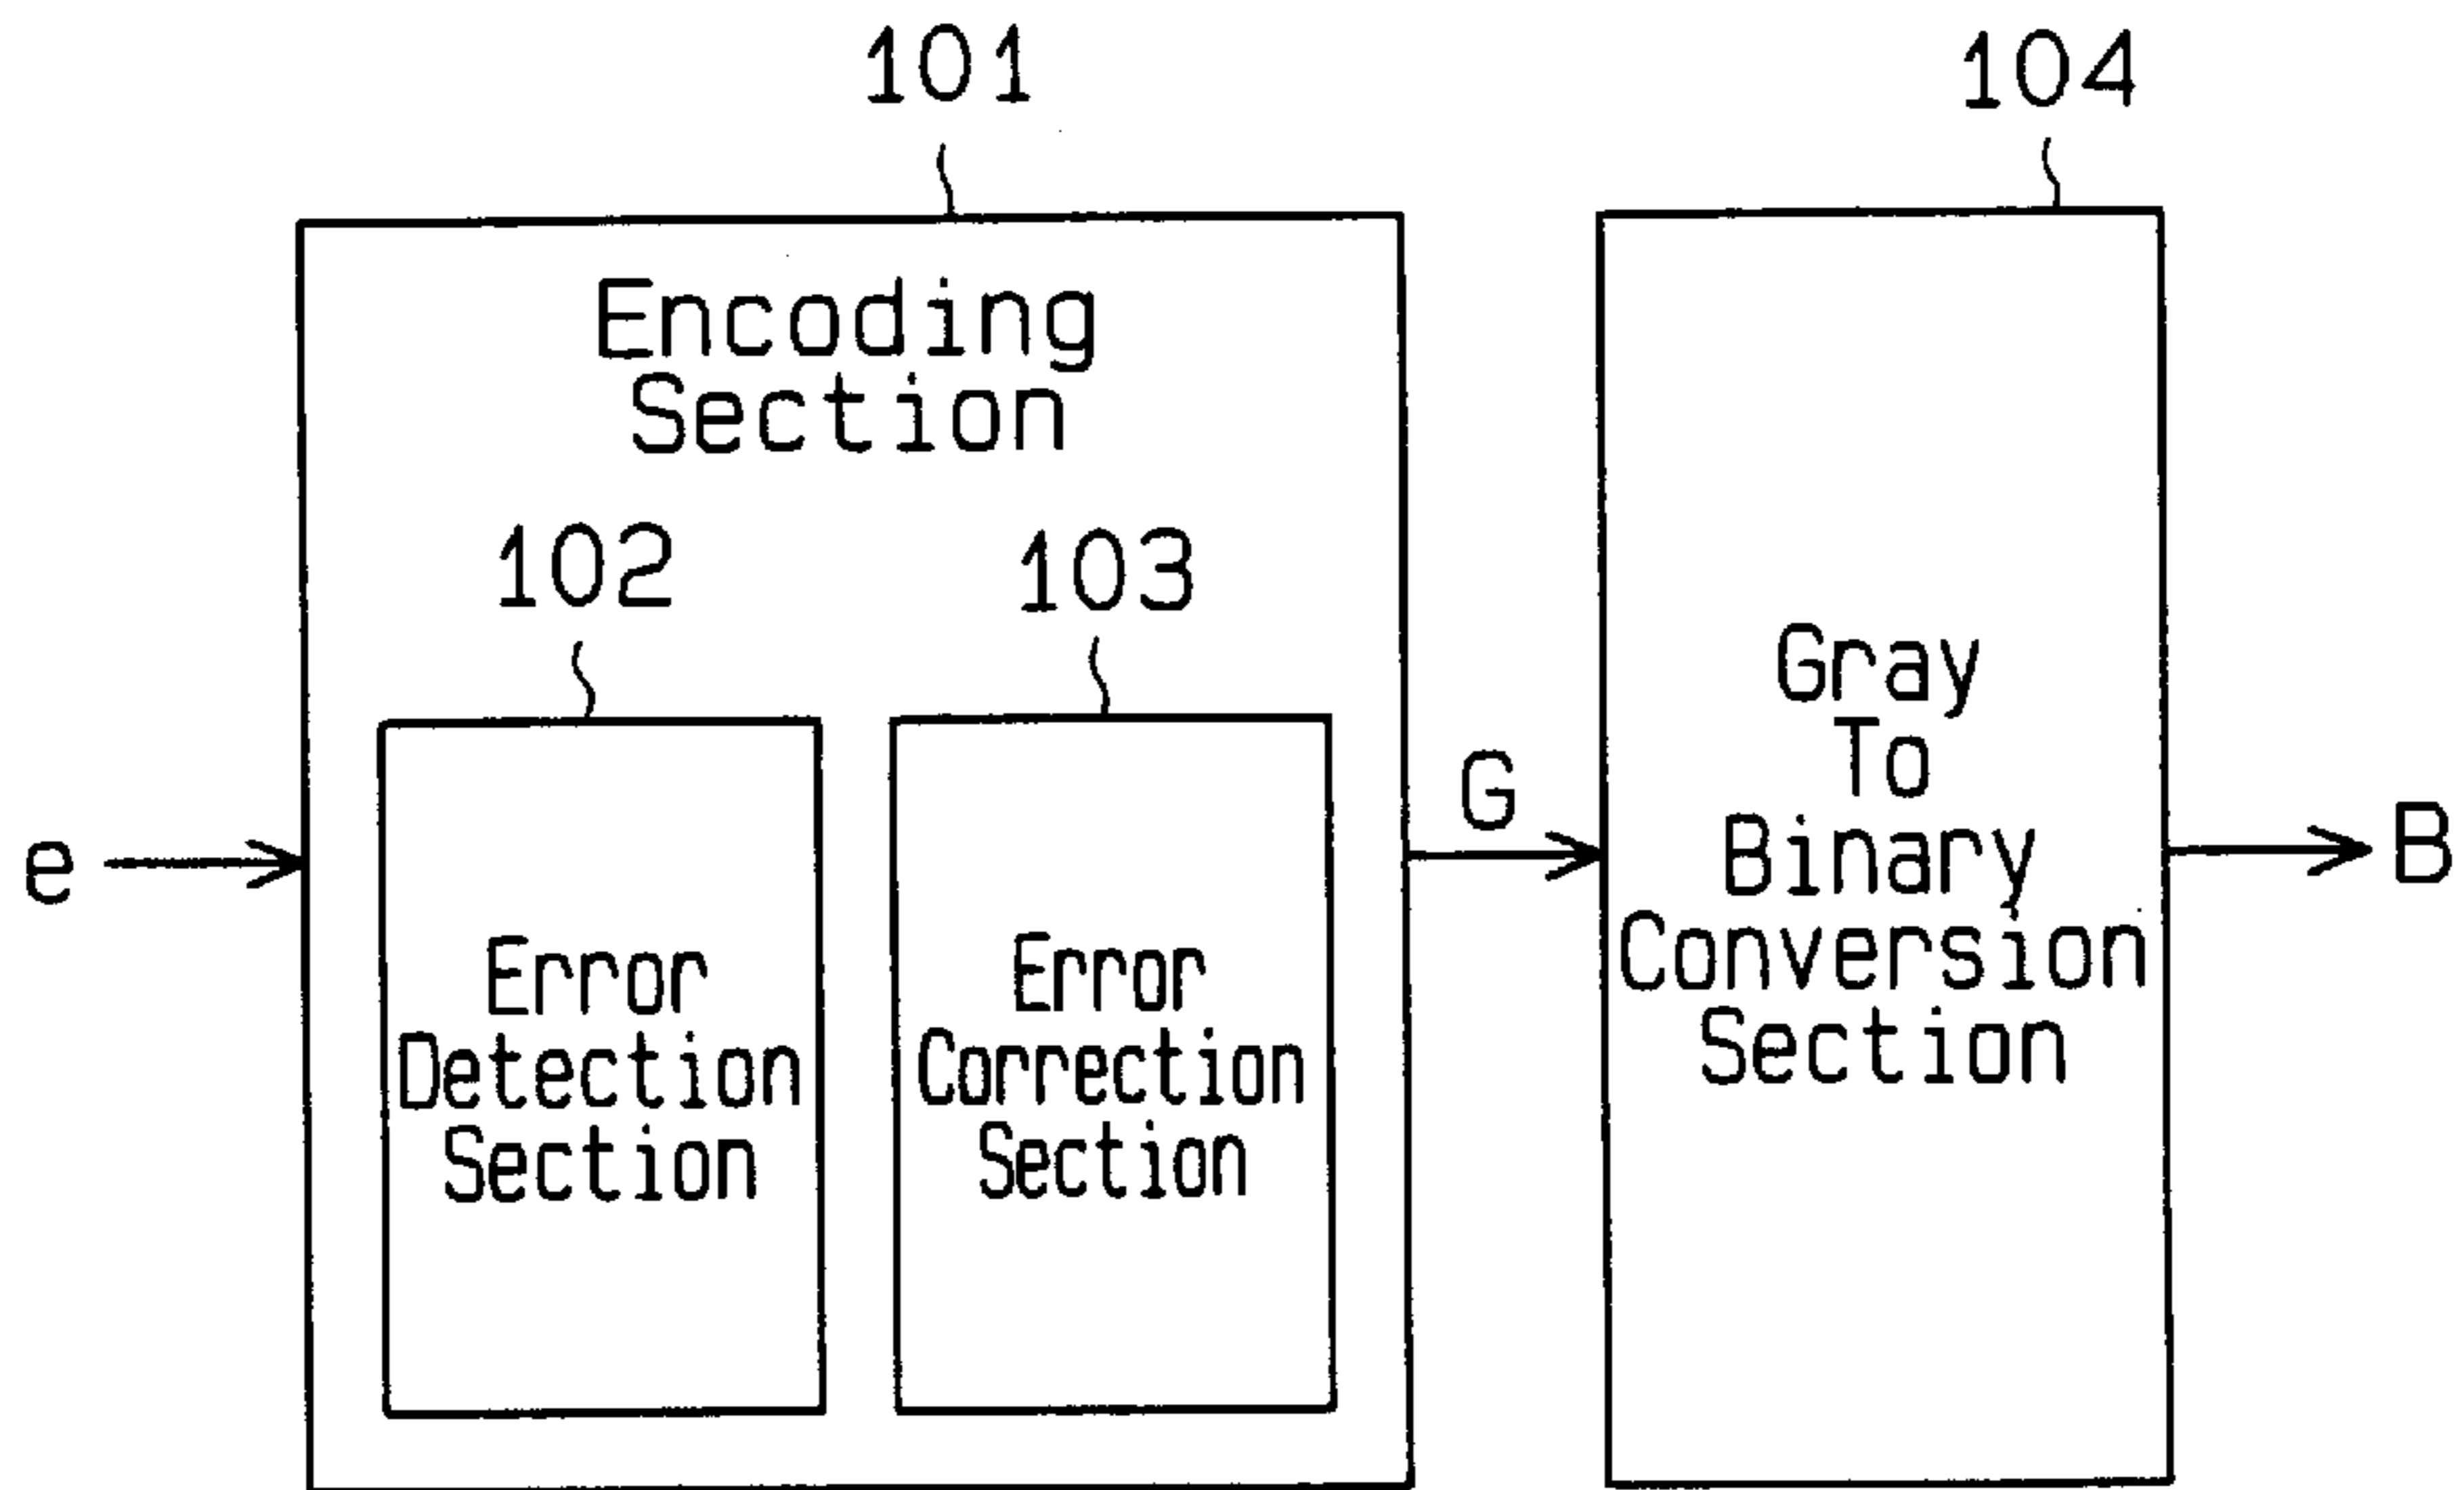 101
104
Encoding
Section
102
103
Error
Detection
Section
Error
Correction
Section
e
G
Gray
To
Binary
Conversion
Section
B